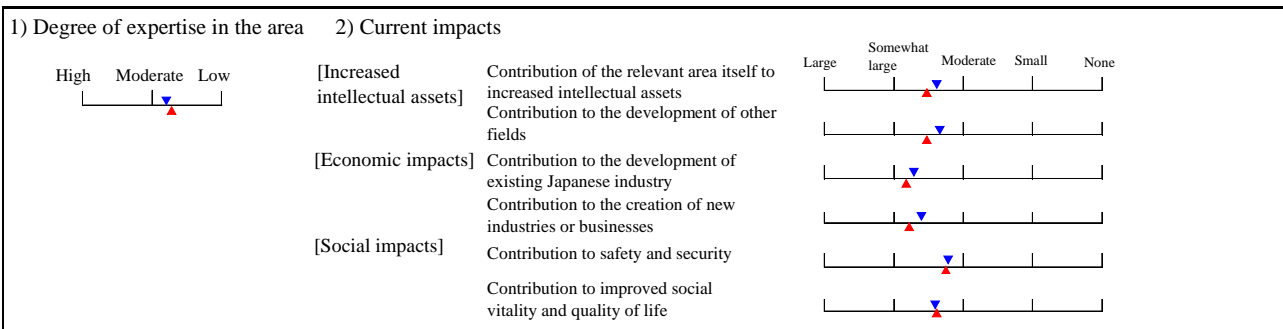 1) Degree of expertise in the area 2) Current impacts
High Moderate Low
[Increased
intellectual assets]
Contribution of the relevant area itself to
increased intellectual assets
Large
Somewhat
large
Moderate
Small
None
Contribution to the development of other
fields
[Economic impacts]
Contribution to the development of
existing Japanese industry
Contribution to the creation of new
industries or businesses
[Social impacts]
Contribution to safety and security
Contribution to improved social
vitality and quality of life